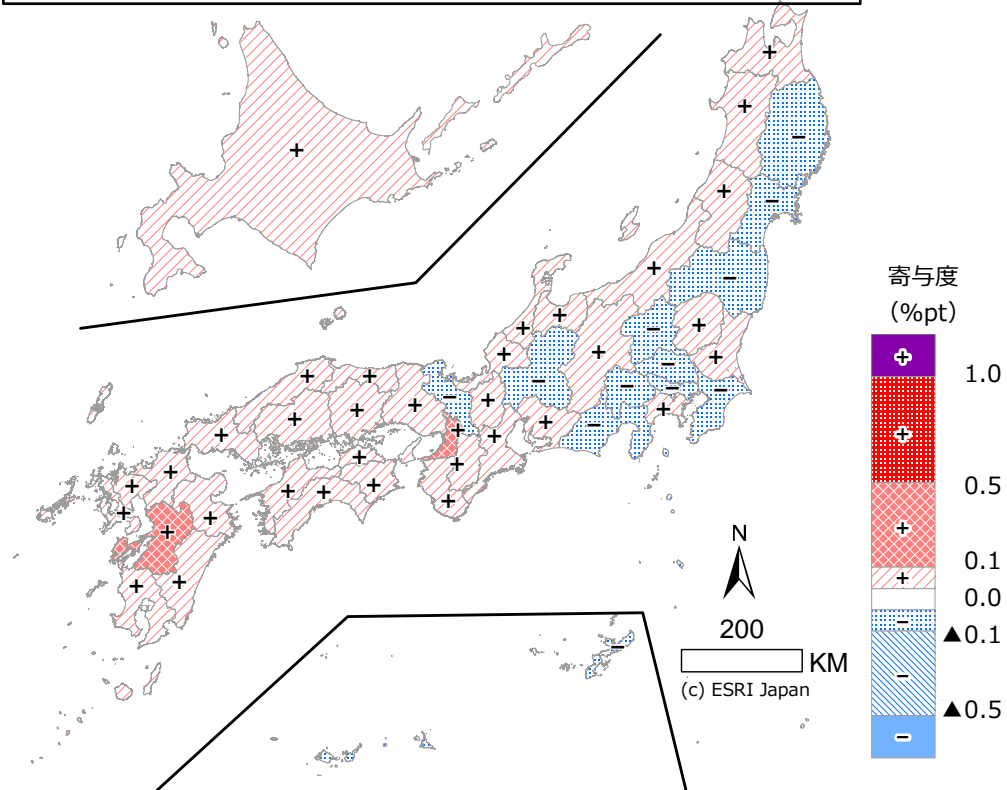 寄与度
（%pt）
+
1.0
+
0.5
+
0.1
+
0.0
−
▲0.1
−
▲0.5
−
N
200
KM
(c) ESRI Japan